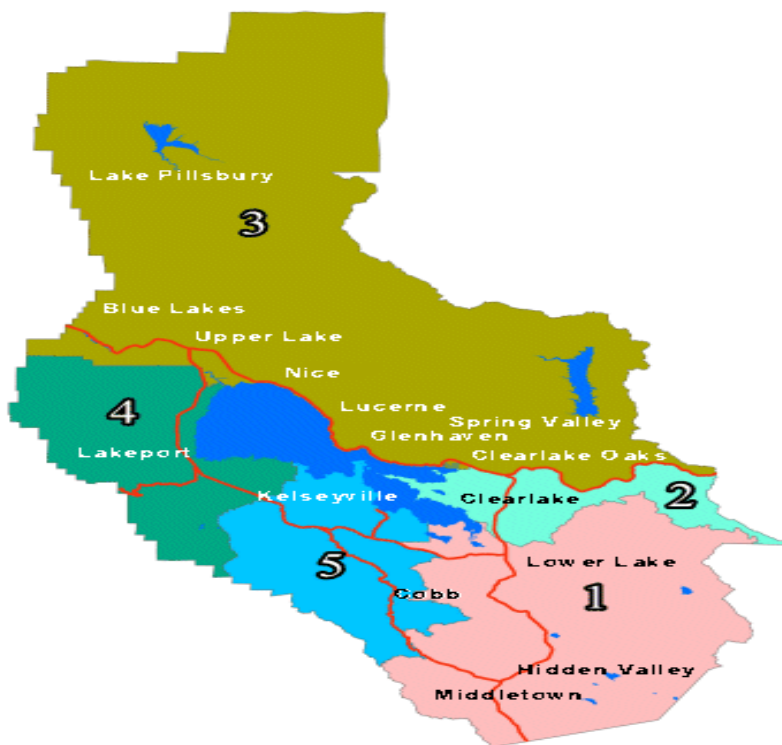 Lake Pillsbury
3
Blue Lakes
Upper Lake
Nice
4
Lucerne
Spring Valley
Glenhaven
Lakeport
Clearlake Oaks
Kelseyville
Clearlake
2
5
Lower Lake
Cobb
1
Hidden Valley
Middletown